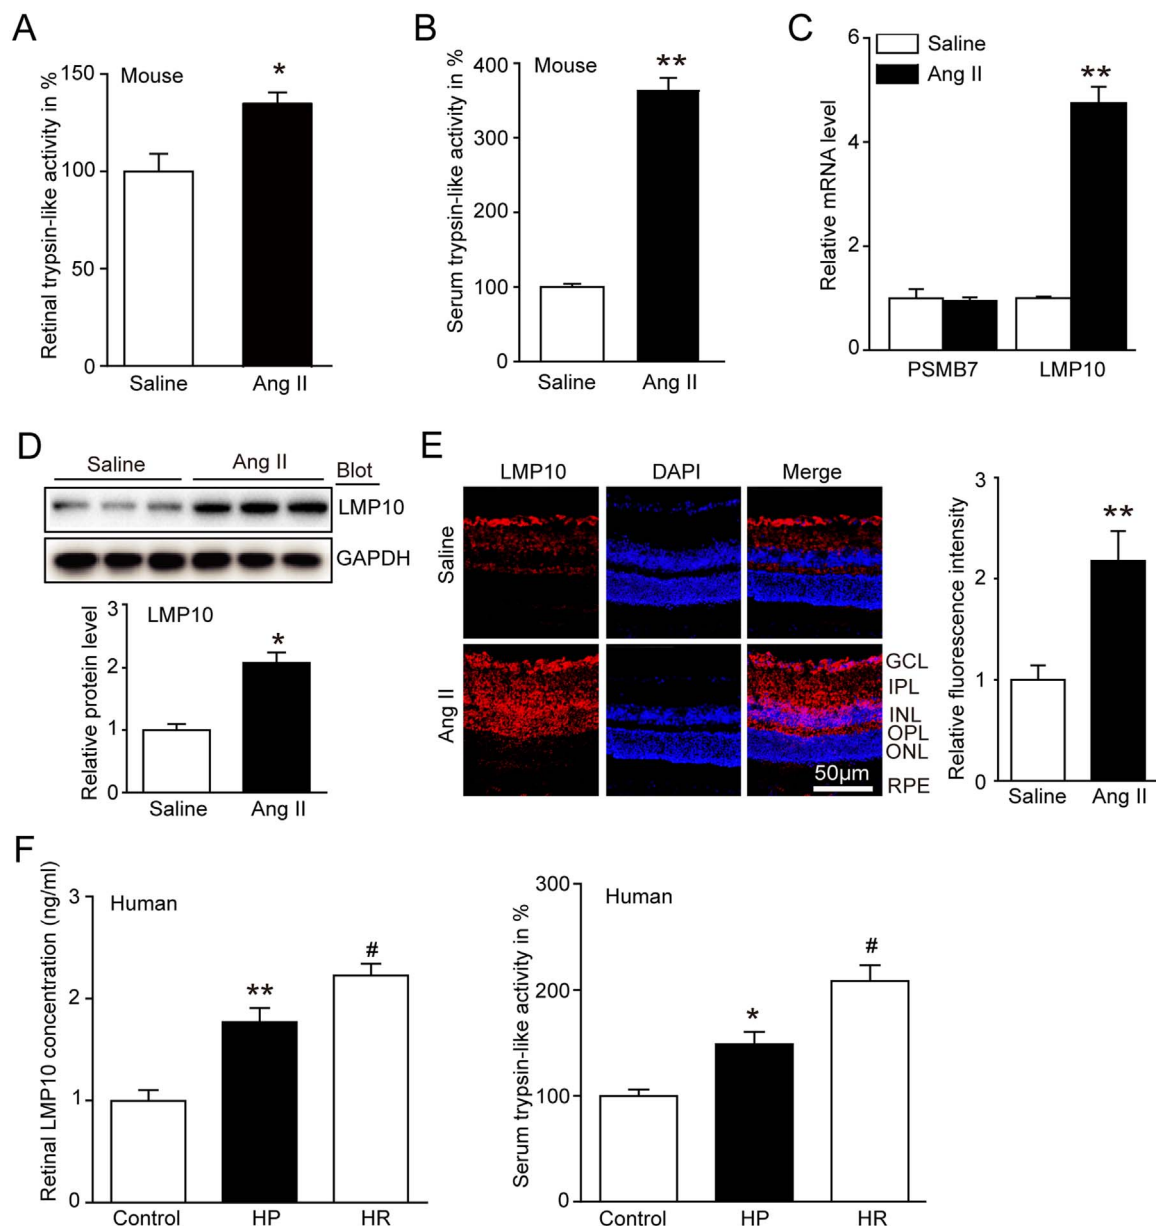 A
Retinal trypsin-like activity in %
150
100
50
0
Mouse
*
Saline
Ang II
B
Serum trypsin-like activity in %
400
300
200
100
0
Mouse
**
Saline
Ang II
C
Relative mRNA level
6
4
2
0
Saline
Ang II
**
PSMB7
LMP10
D
Saline
Ang II
Blot
LMP10
GAPDH
Relative protein level
3
2
1
0
LMP10
*
Saline
Ang II
E
LMP10
DAPI
Merge
Saline
Ang II
GCL
IPL
INL
OPL
ONL
RPE
50μm
Relative fluorescence intensity
3
2
1
0
**
Saline
Ang II
F
Retinal LMP10 concentration (ng/ml)
3
2
1
0
Human
**
#
Control
HP
HR
Serum trypsin-like activity in %
300
200
100
0
Human
*
#
Control
HP
HR